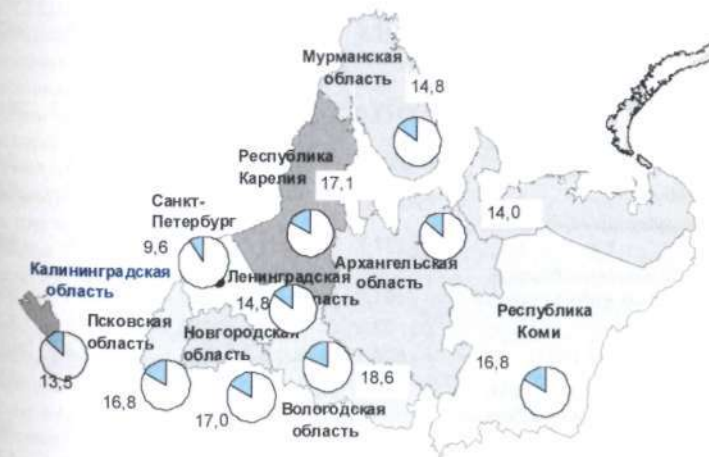 Мурманская
область
14,8
Республика
Карелия
17,1
Санкт-
Петербург
9,6
14,0
Калининградская
область
Ленинградская
область
14,8
Архангельская
область
Псковская
область
Новгородская
область
Республика
Коми
13,5
16,8
17,0
18,6
Вологодская
область
16,8